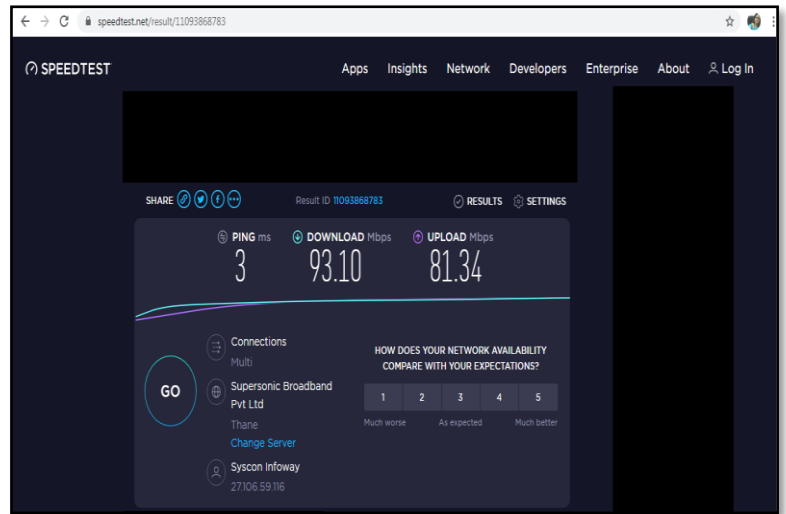 speedtest.net/result/11093868783
SPEEDTEST
Apps Insights Network Developers Enterprise About Log In
SHARE Result ID 11093868783 RESULTS SETTINGS
PING ms DOWNLOAD Mbps UPLOAD Mbps
3 93.10 81.34
Connections
Multi
HOW DOES YOUR NETWORK AVAILABILITY
COMPARE WITH YOUR EXPECTATIONS?
GO
Supersonic Broadband
Pvt Ltd
1 2 3 4 5
Thane
Much worse As expected Much better
Change Server
Syscon Infoway
27.106.59.116